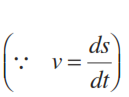 (∵ v = ds/dt)